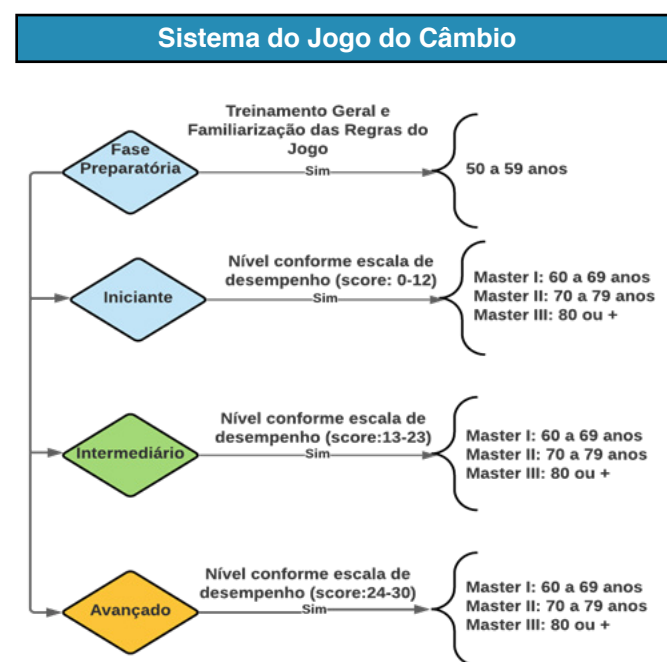 Sistema do Jogo do Câmbio
Treinamento Geral e
Familiarização das Regras do
Jogo
Fase
Preparatória
Sim
50 a 59 anos
Nível conforme escala de
desempenho (score: 0-12)
Iniciante
Sim
Master I: 60 a 69 anos
Master II: 70 a 79 anos
Master III: 80 ou +
Nível conforme escala de
desempenho (score:13-23)
Intermediário
Sim
Master I: 60 a 69 anos
Master II: 70 a 79 anos
Master III: 80 ou +
Nível conforme escala de
desempenho (score:24-30)
Avançado
Sim
Master I: 60 a 69 anos
Master II: 70 a 79 anos
Master III: 80 ou +